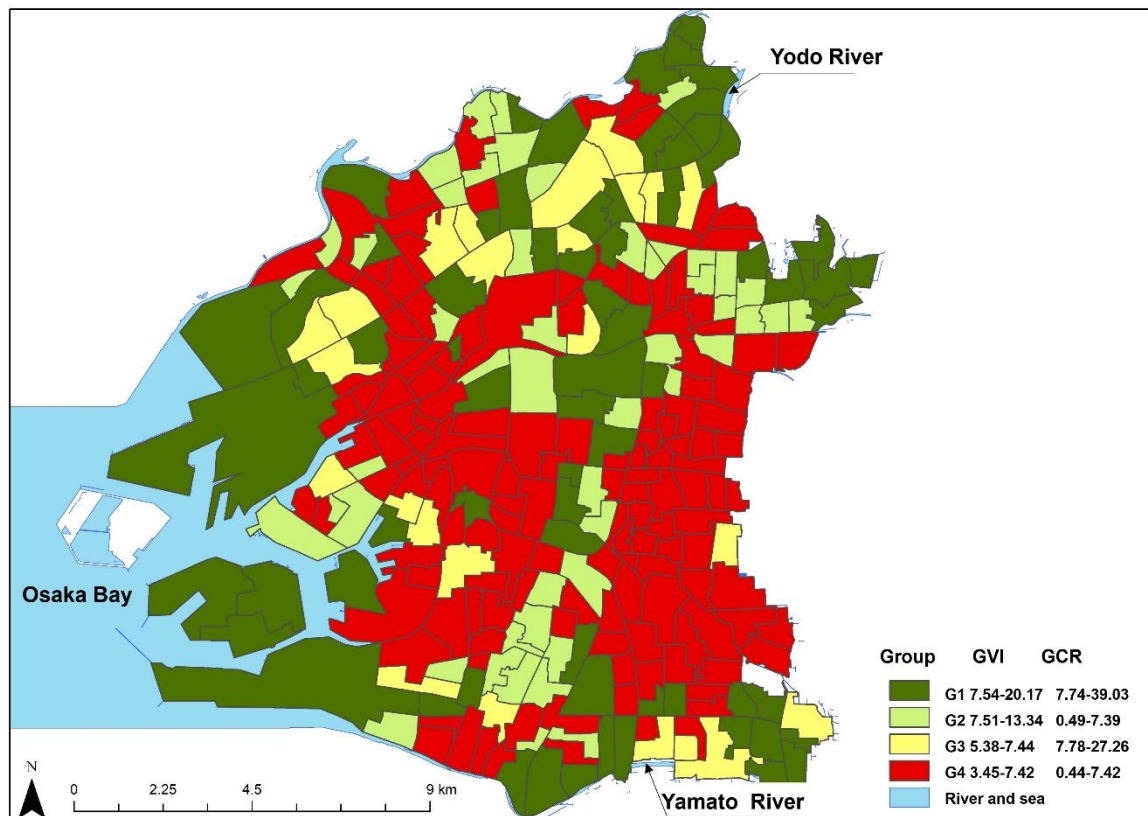 Yodo River
Osaka Bay
Group GVI GCR
G1 7.54-20.17 7.74-39.03
G2 7.51-13.34 0.49-7.39
G3 5.38-7.44 7.78-27.26
G4 3.45-7.42 0.44-7.42
River and sea
N
0 2.25 4.5 9 km
Yamato River